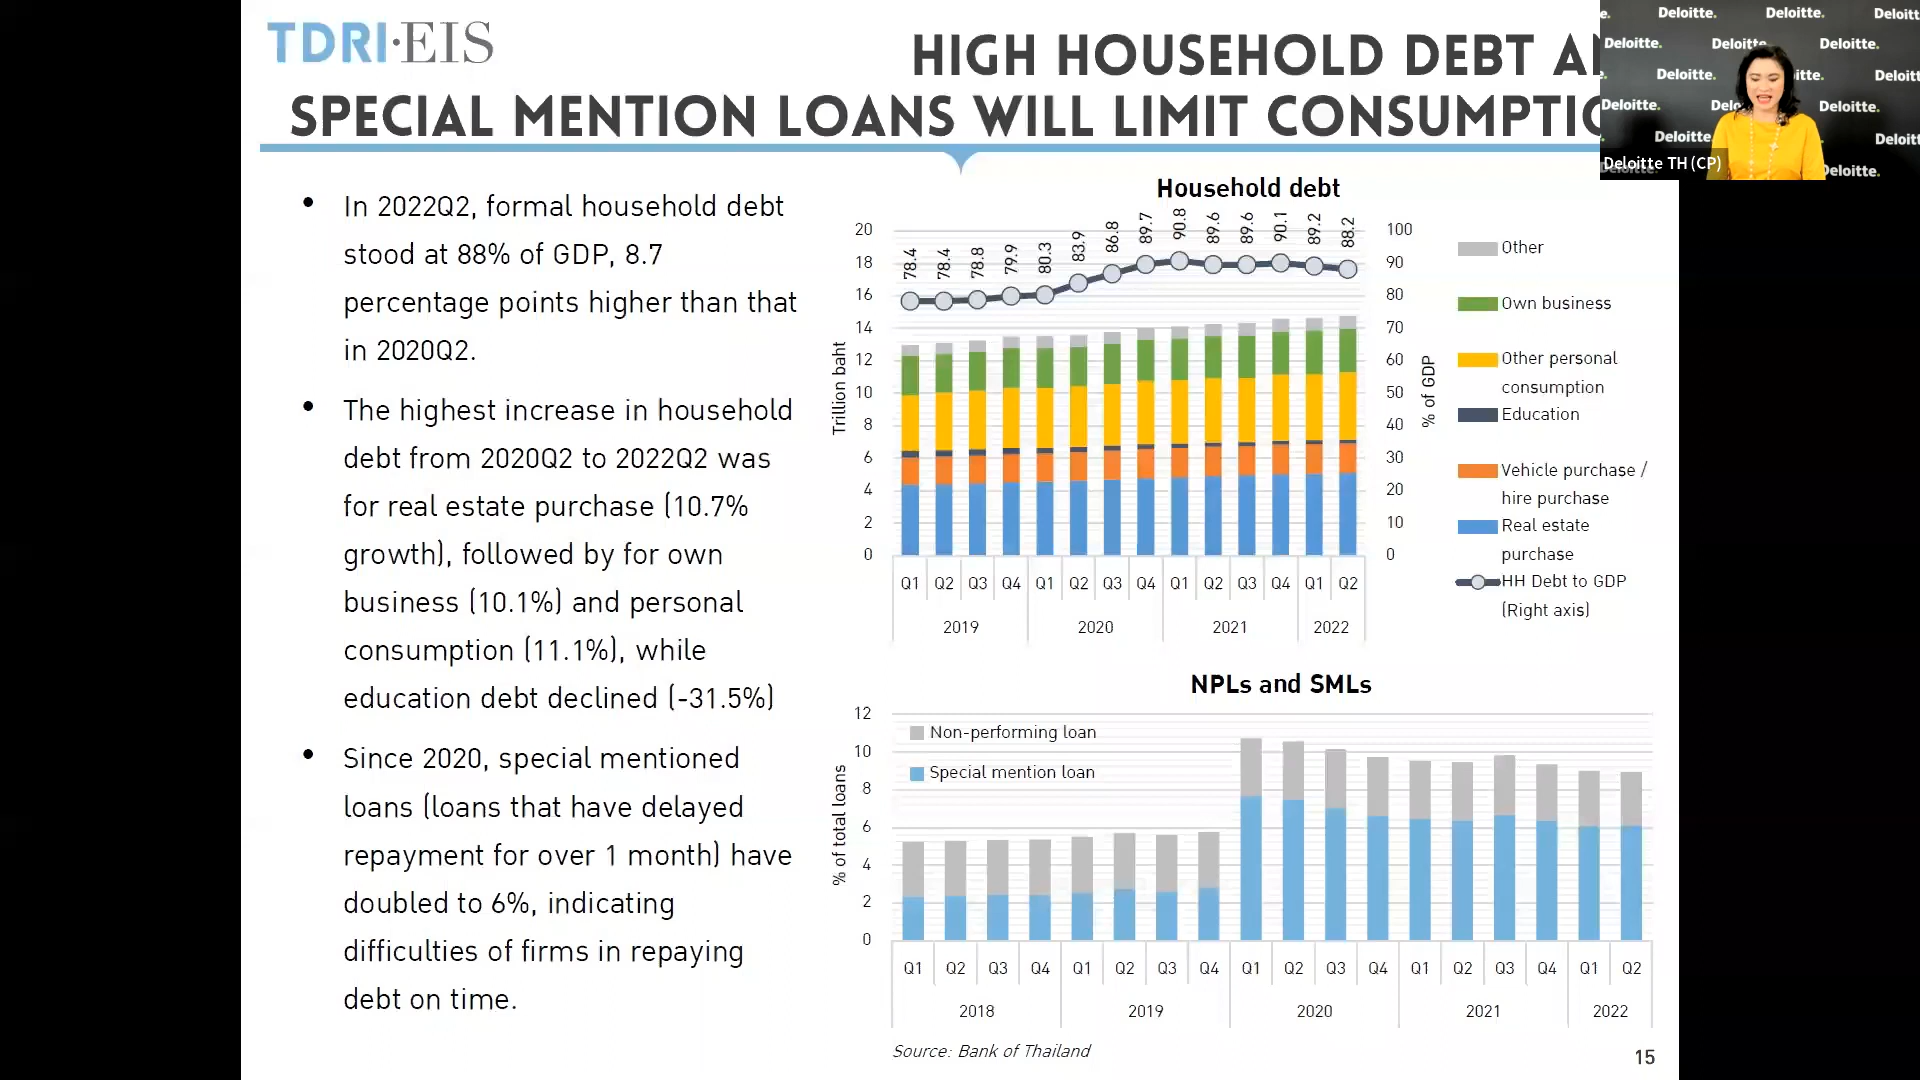 TDRI·EIS
HIGH HOUSEHOLD DEBT
SPECIAL MENTION LOANS WILL LIMIT
Deloitte. Deloitte. Deloitte.
Deloitte. Deloitte. Deloitte.
Deloitte. Deloitte.
Deloitte. Deloitte.
Deloitte. Deloitte.
Deloitte TH (CP)
• In 2022Q2, formal household debt
stood at 88% of GDP, 8.7
percentage points higher than that
in 2020Q2.
• The highest increase in household
debt from 2020Q2 to 2022Q2 was
for real estate purchase (10.7%
growth), followed by for own
business (10.1%) and personal
consumption (11.1%), while
education debt declined (-31.5%)
• Since 2020, special mentioned
loans (loans that have delayed
repayment for over 1 month) have
doubled to 6%, indicating
difficulties of firms in repaying
debt on time.
Household debt
20
18
16
14
12
10
8
6
4
2
0
Trillion baht
78.4 78.4 78.8 79.9 80.3 83.9 86.8 89.7 90.8 89.6 89.6 90.1 89.2 88.2
100
90
80
70
60
50
40
30
20
10
0
% of GDP
Q1 Q2 Q3 Q4 Q1 Q2 Q3 Q4 Q1 Q2 Q3 Q4 Q1 Q2
2019 2020 2021 2022
Other
Own business
Other personal
consumption
Education
Vehicle purchase /
hire purchase
Real estate
purchase
HH Debt to GDP
(Right axis)
NPLs and SMLs
12
10
8
6
4
2
0
% of total loans
Non-performing loan
Special mention loan
Q1 Q2 Q3 Q4 Q1 Q2 Q3 Q4 Q1 Q2 Q3 Q4 Q1 Q2 Q3 Q4 Q1 Q2
2018 2019 2020 2021 2022
Source: Bank of Thailand
15